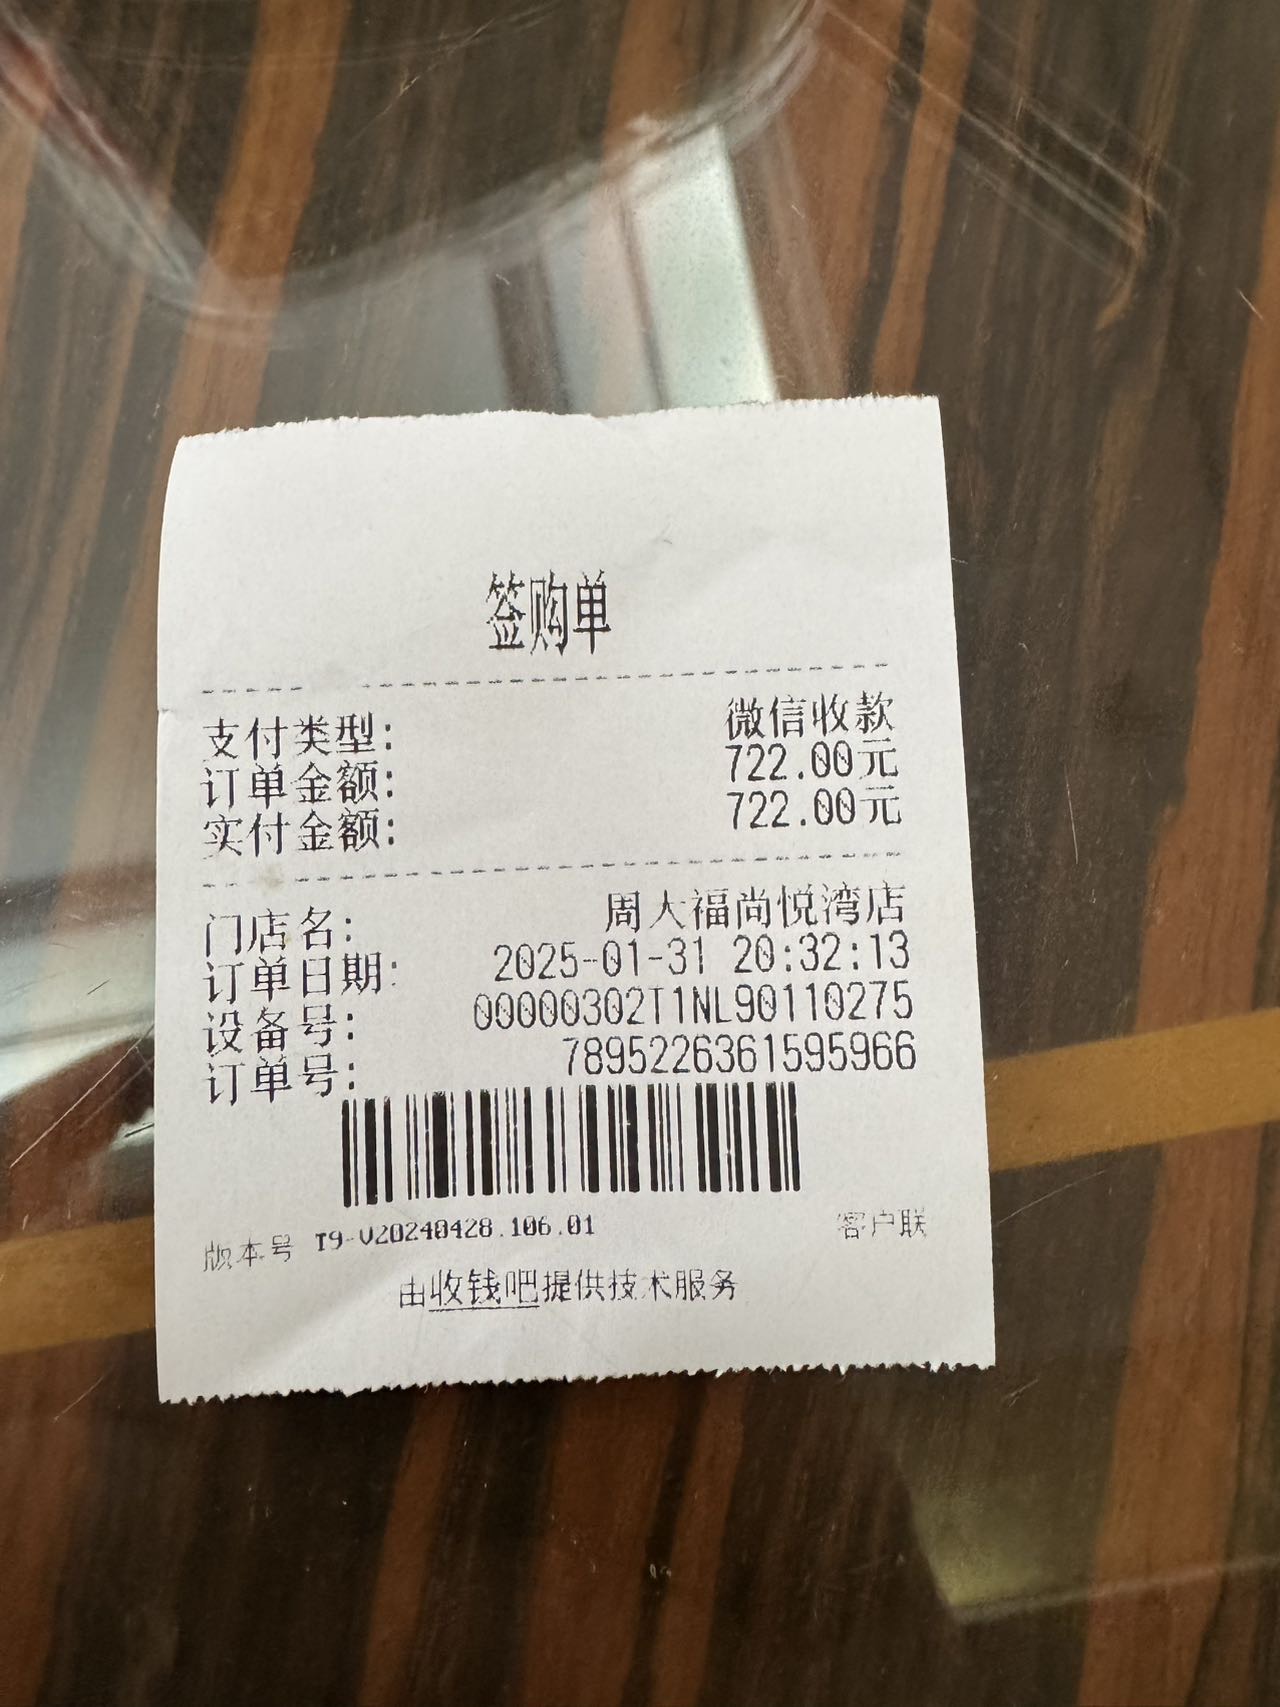 签购单
支付类型: 微信收款
订单金额: 722.00元
实付金额: 722.00元
门店名: 周大福尚悦湾店
订单日期: 2025-01-31 20:32:13
设备号: 00000302T1NL90110275
订单号: 7895226361595966
版本号 T9-V20240428.106.01 客户联
由收钱吧提供技术服务